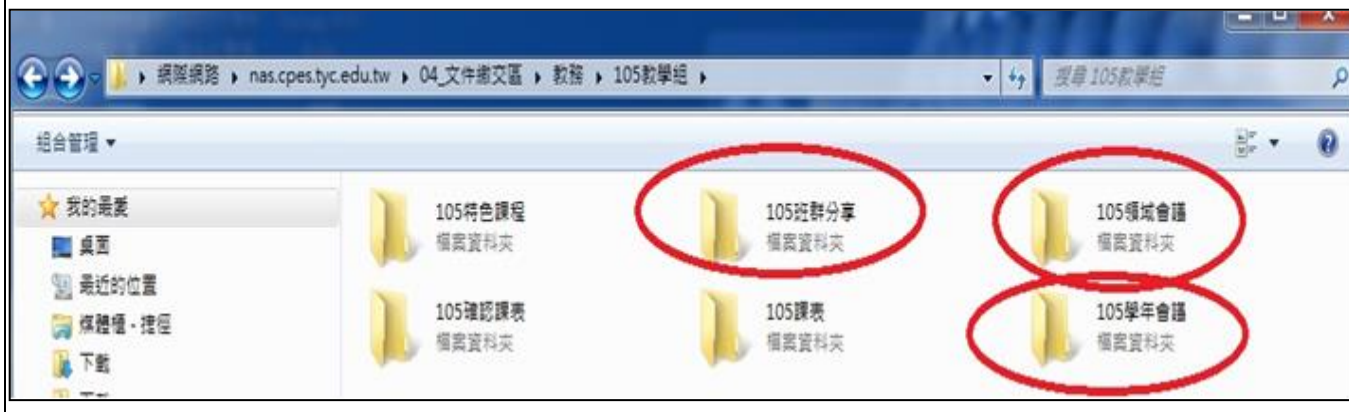 網際網路 ▸ nas.cpes.tyc.edu.tw ▸ 04_文件繳交區 ▸ 教務 ▸ 105教學組 ▸
搜尋 105教學組
組合管理 ▾
我的最愛
桌面
最近的位置
媒體櫃 - 捷徑
下載
105特色課程
檔案資料夾
105班群分享
檔案資料夾
105領域會議
檔案資料夾
105確認課表
檔案資料夾
105課表
檔案資料夾
105學年會議
檔案資料夾